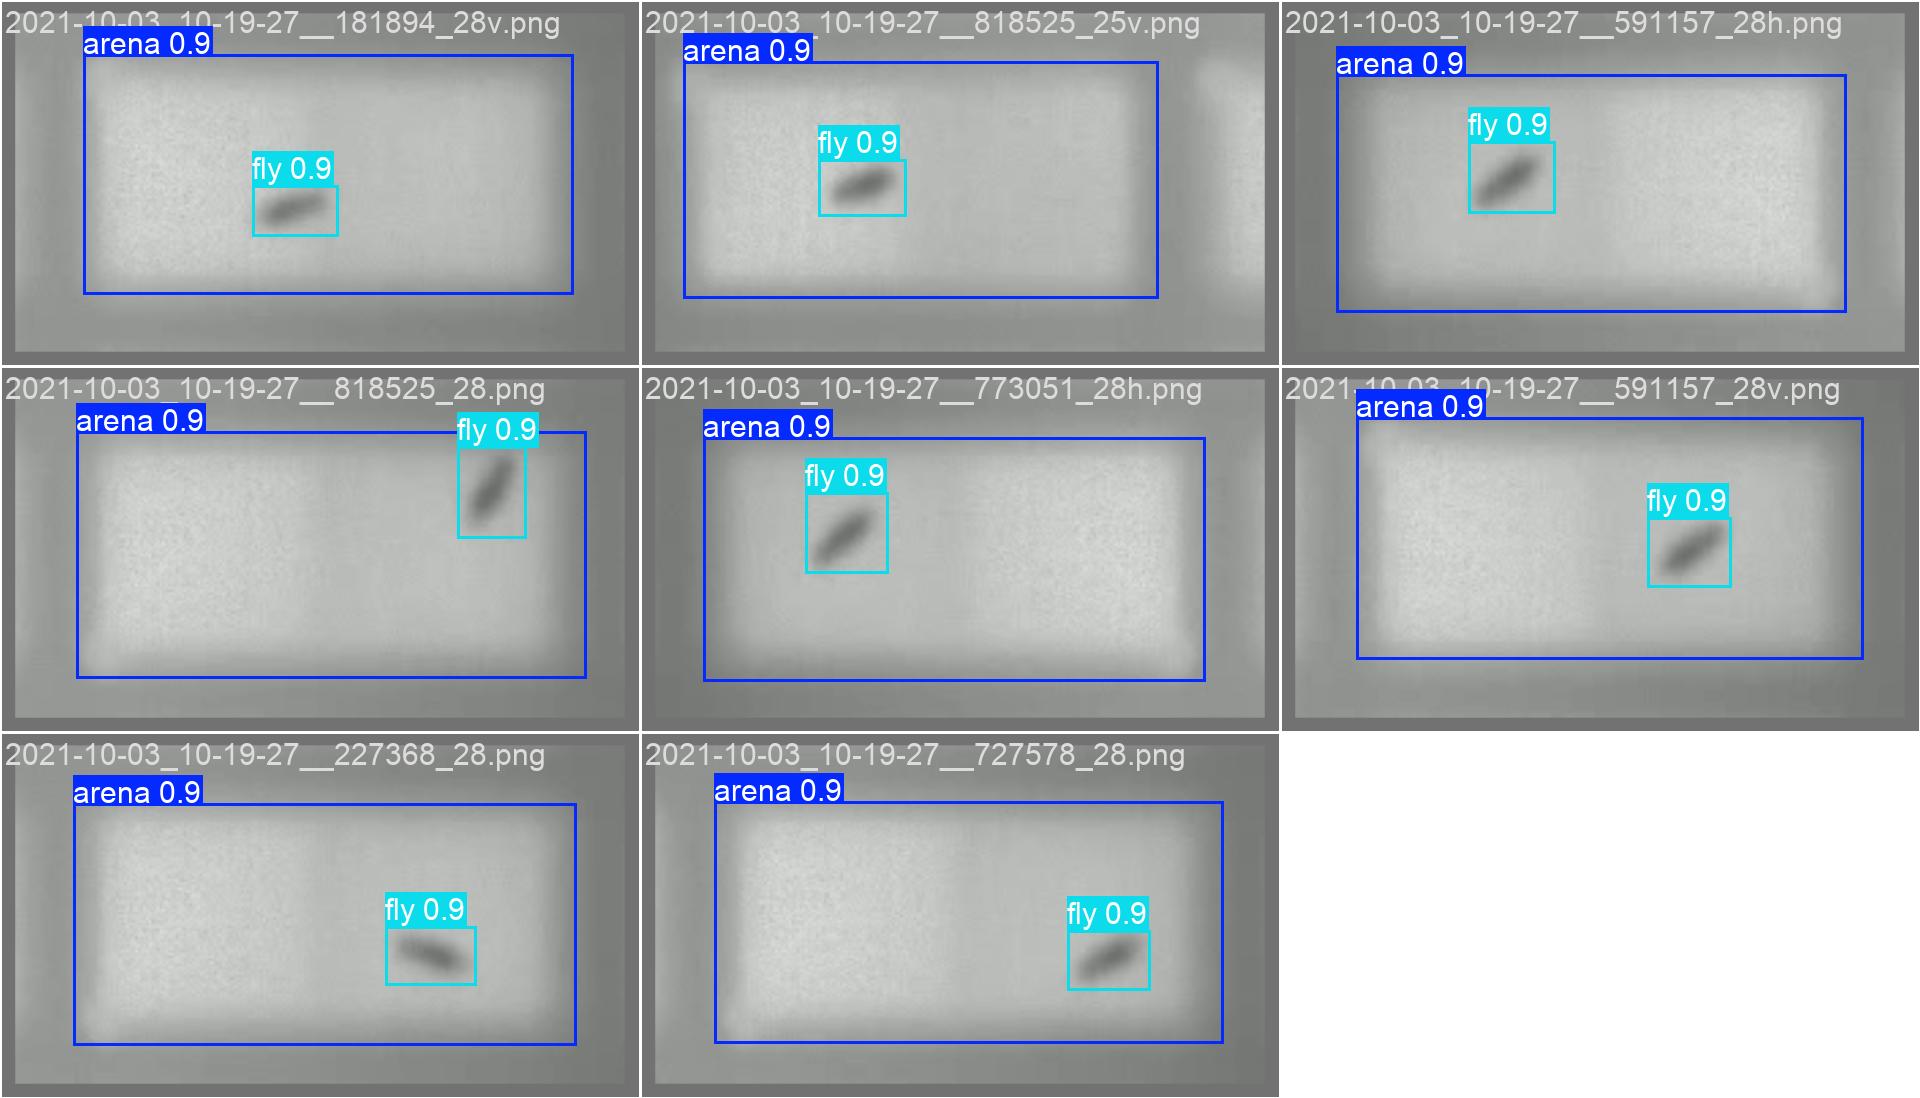 2021-10-03_10-19-27__181894_28v.png
arena 0.9
fly 0.9
2021-10-03_10-19-27__818525_25v.png
arena 0.9
fly 0.9
2021-10-03_10-19-27__591157_28h.png
arena 0.9
fly 0.9
2021-10-03_10-19-27__818525_28.png
arena 0.9
fly 0.9
2021-10-03_10-19-27__773051_28h.png
arena 0.9
fly 0.9
2021-10-03_10-19-27__591157_28v.png
arena 0.9
fly 0.9
2021-10-03_10-19-27__227368_28.png
arena 0.9
fly 0.9
2021-10-03_10-19-27__727578_28.png
arena 0.9
fly 0.9